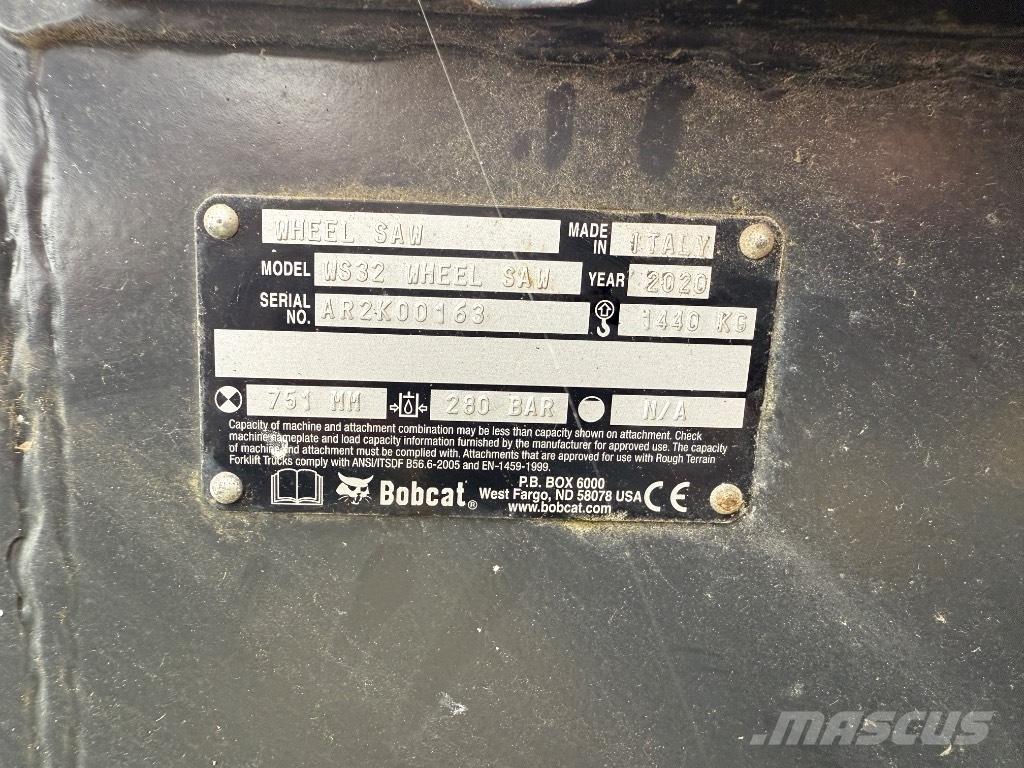 WHEEL SAW MADE IN ITALY
MODEL WS32 WHEEL SAW YEAR 2020
SERIAL NO. AR2K00163 1440 KG
751 MM 280 BAR N/A
Capacity of machine and attachment combination may be less than capacity shown on attachment. Check
machine nameplate and load capacity information furnished by the manufacturer for approved use. The capacity
of machine and attachment must be complied with. Attachments that are approved for use with Rough Terrain
Forklift Trucks comply with ANSI/ITSDF B56.6-2005 and EN-1459-1999.
Bobcat®
P.B. BOX 6000
West Fargo, ND 58078 USA
www.bobcat.com
CE
MASCUS